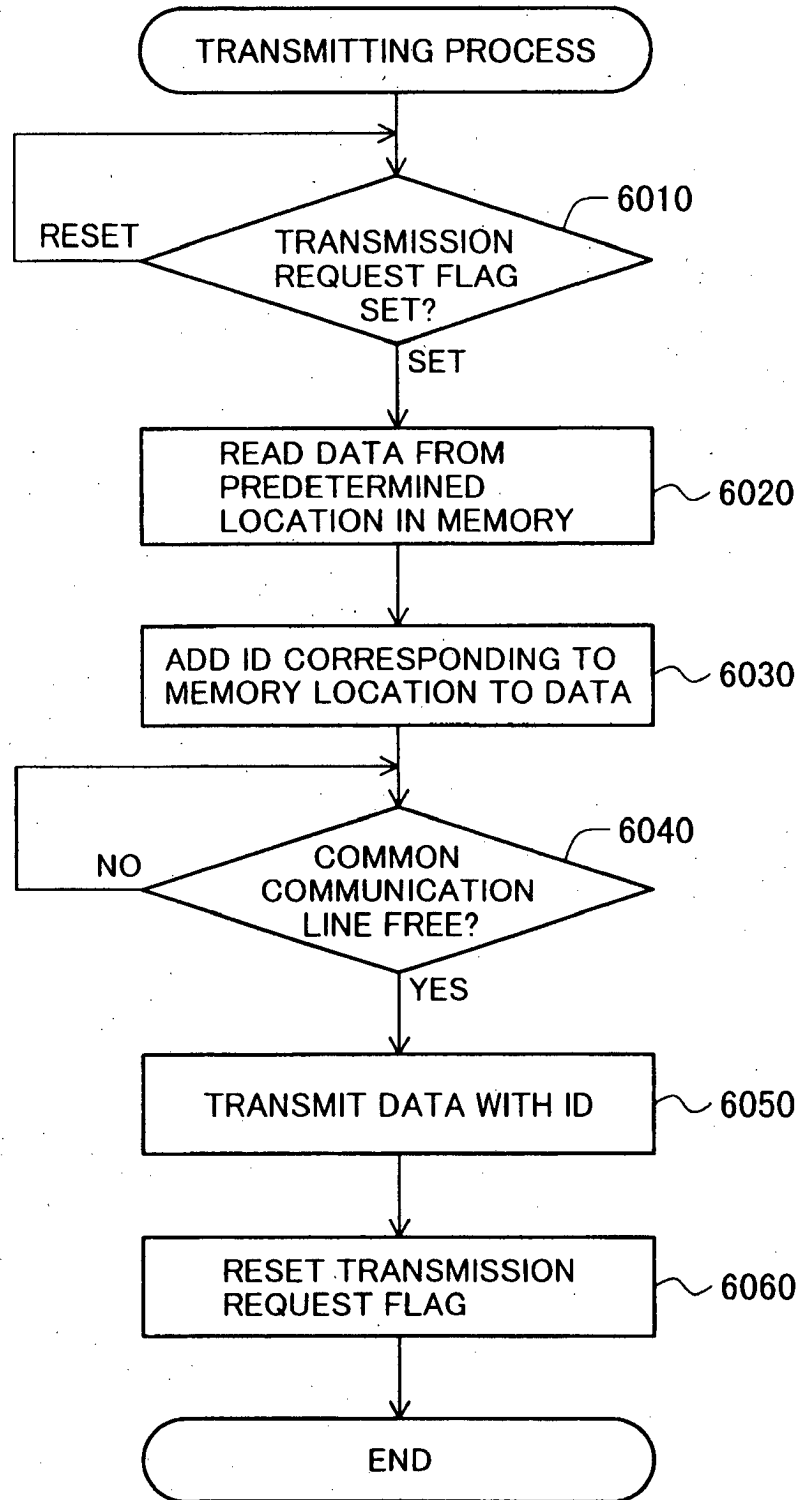 TRANSMITTING PROCESS
6010
RESET
TRANSMISSION
REQUEST FLAG
SET?
SET
READ DATA FROM
PREDETERMINED
LOCATION IN MEMORY
6020
ADD ID CORRESPONDING TO
MEMORY LOCATION TO DATA
6030
6040
NO
COMMON
COMMUNICATION
LINE FREE?
YES
TRANSMIT DATA WITH ID
6050
RESET TRANSMISSION
REQUEST FLAG
6060
END